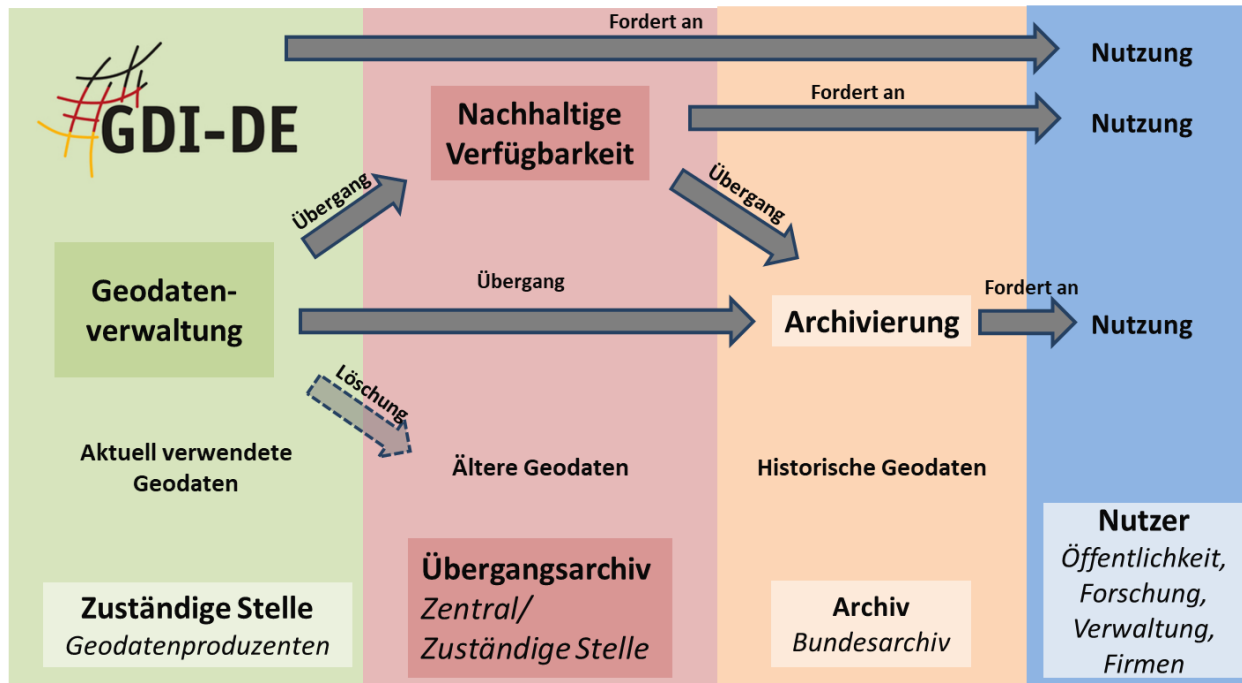 Fordert an
Nutzung
GDI-DE
Nachhaltige
Verfügbarkeit
Fordert an
Nutzung
Übergang
Übergang
Geodaten-
verwaltung
Übergang
Archivierung
Fordert an
Nutzung
Löschung
Aktuell verwendete
Geodaten
Ältere Geodaten
Historische Geodaten
Zuständige Stelle
Geodatenproduzenten
Übergangsarchiv
Zentral/
Zuständige Stelle
Archiv
Bundesarchiv
Nutzer
Öffentlichkeit,
Forschung,
Verwaltung,
Firmen